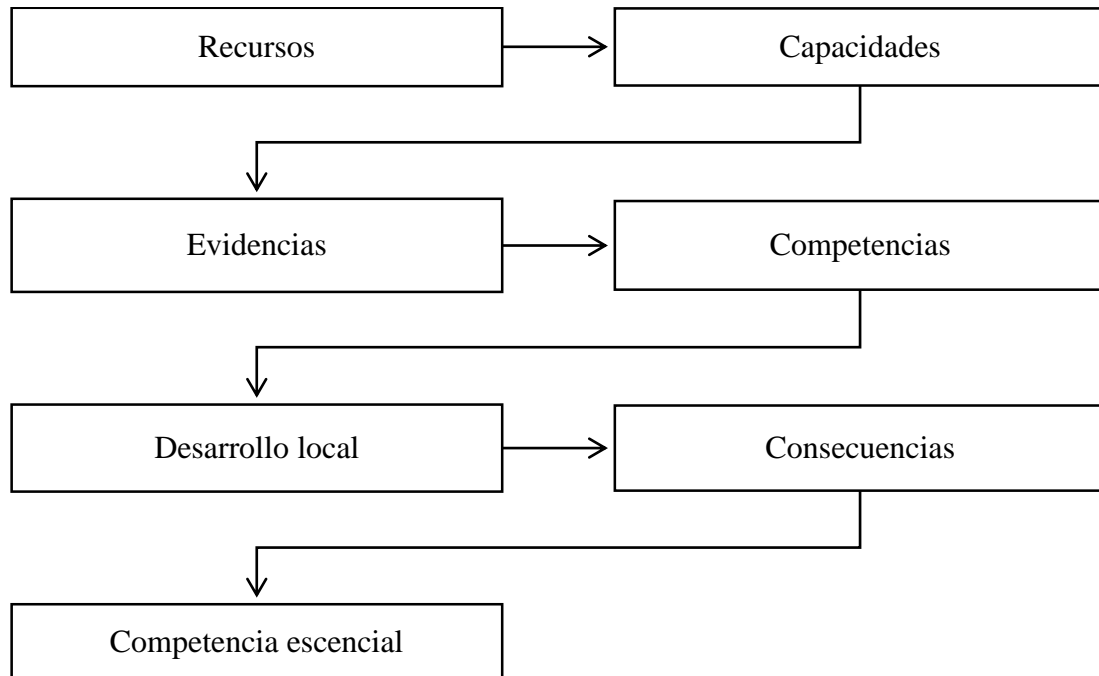 Recursos
Capacidades
Evidencias
Competencias
Desarrollo local
Consecuencias
Competencia escencial